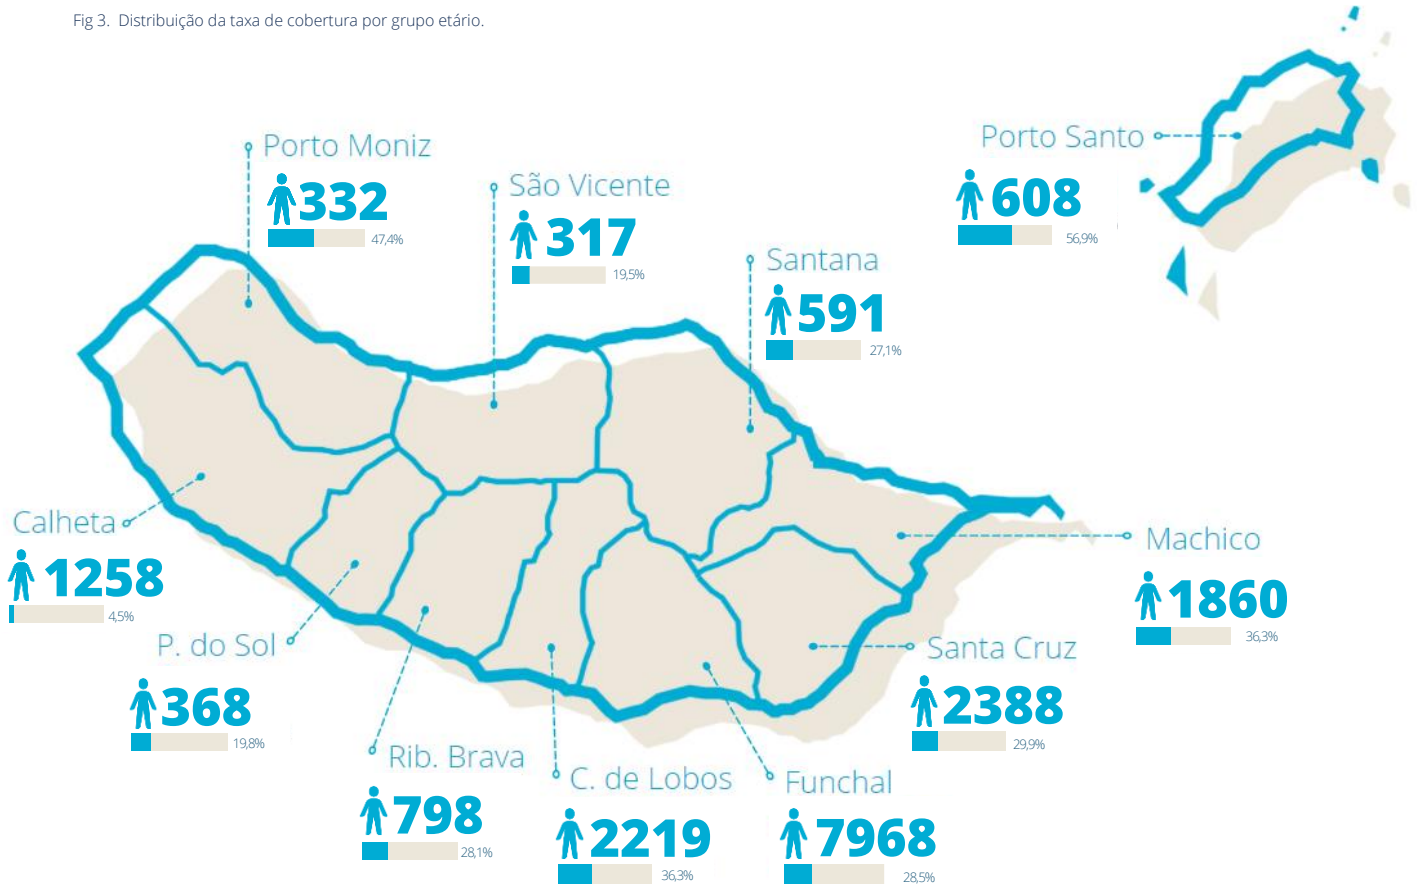 Fig 3. Distribuição da taxa de cobertura por grupo etário.
Porto Moniz
332
47,4%
São Vicente
317
19,5%
Santana
591
27,1%
Porto Santo
608
56,9%
Calheta
1258
4,5%
P. do Sol
368
19,8%
Rib. Brava
798
28,1%
C. de Lobos
2219
36,3%
Funchal
7968
28,5%
Santa Cruz
2388
29,9%
Machico
1860
36,3%